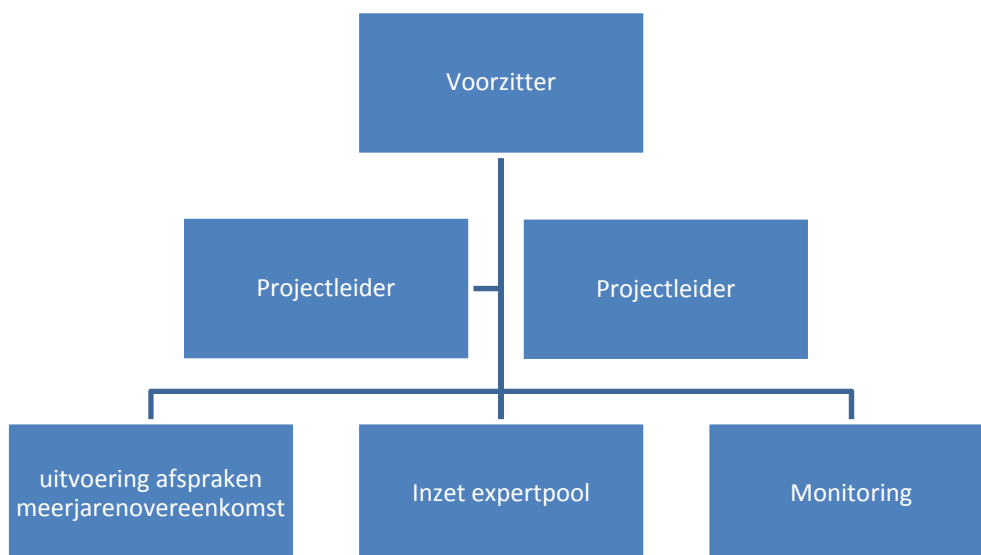 Voorzitter
Projectleider
Projectleider
uitvoering afspraken
meerjarenovereenkomst
Inzet expertpool
Monitoring